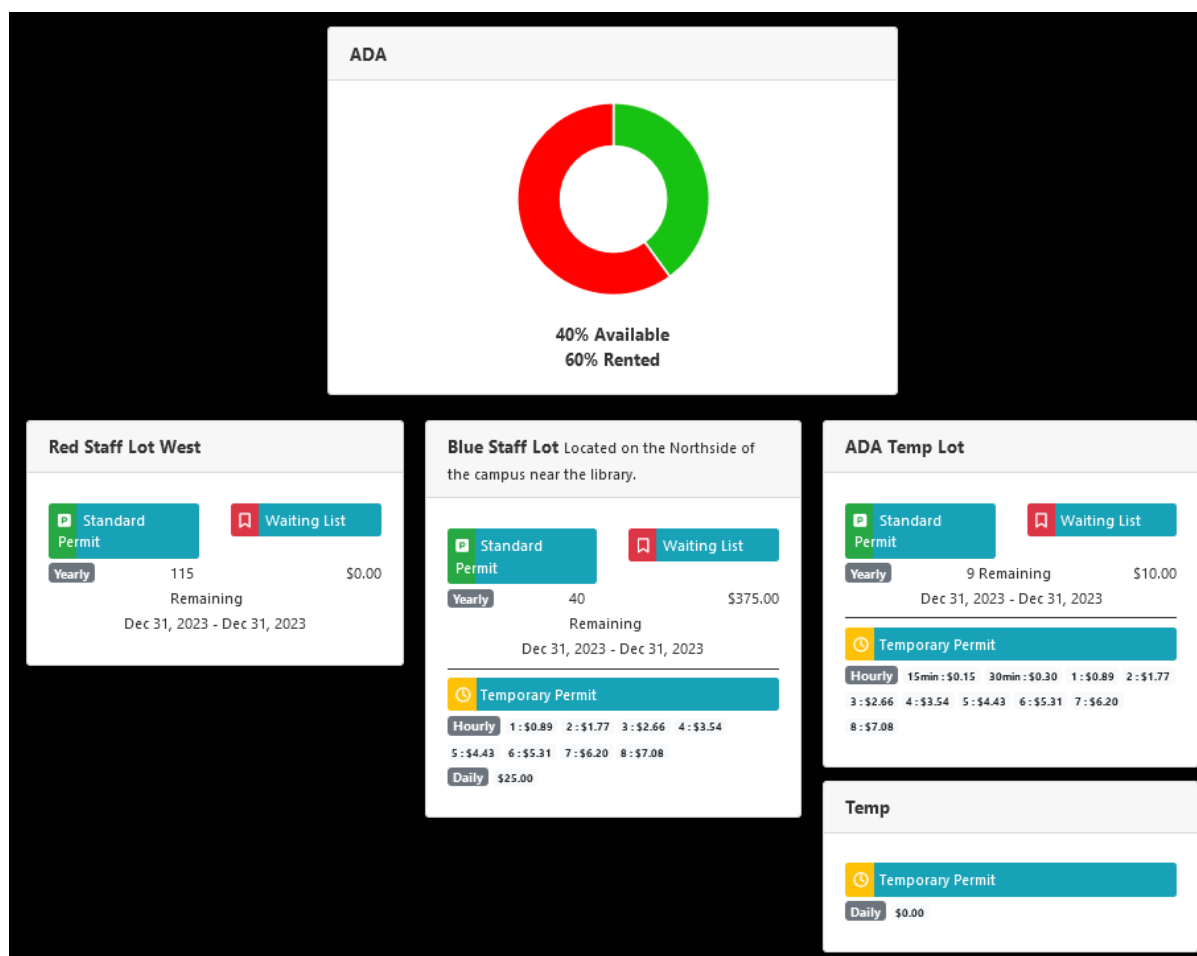 ADA
40% Available
60% Rented
Red Staff Lot West
Standard
Permit
Waiting List
Yearly 115 $0.00
Remaining
Dec 31, 2023 - Dec 31, 2023
Blue Staff Lot Located on the Northside of
the campus near the library.
Standard
Permit
Waiting List
Yearly 40 $375.00
Remaining
Dec 31, 2023 - Dec 31, 2023
Temporary Permit
Hourly 1 : $0.89 2 : $1.77 3 : $2.66 4 : $3.54
5 : $4.43 6 : $5.31 7 : $6.20 8 : $7.08
Daily $25.00
ADA Temp Lot
Standard
Permit
Waiting List
Yearly 9 Remaining $10.00
Dec 31, 2023 - Dec 31, 2023
Temporary Permit
Hourly 15min : $0.15 30min : $0.30 1 : $0.89 2 : $1.77
3 : $2.66 4 : $3.54 5 : $4.43 6 : $5.31 7 : $6.20
8 : $7.08
Temp
Temporary Permit
Daily $0.00